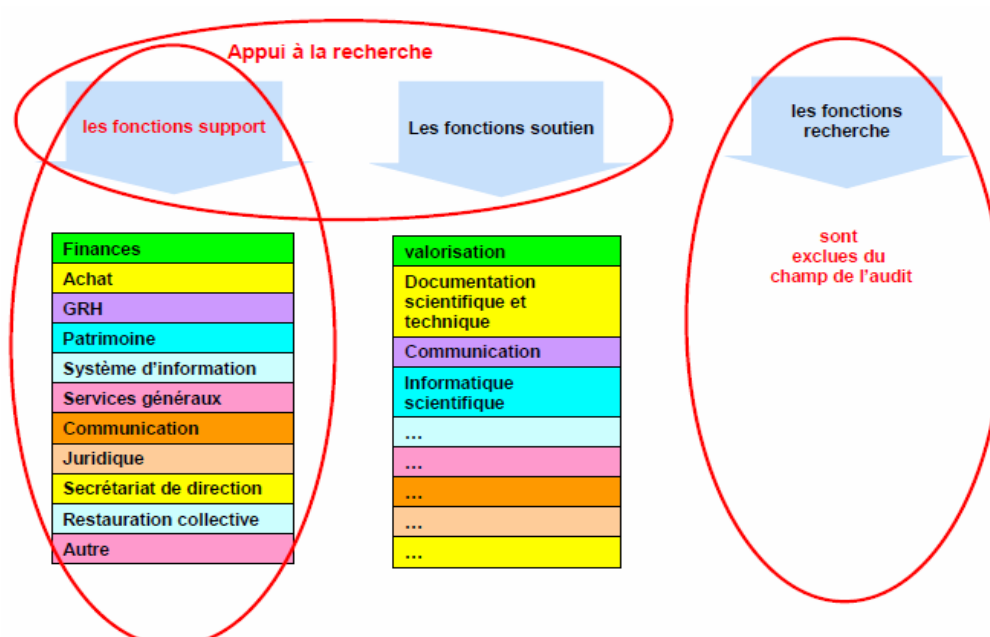 Appui à la recherche
les fonctions support
Les fonctions soutien
les fonctions
recherche
Finances
Achat
GRH
Patrimoine
Système d'information
Services généraux
Communication
Juridique
Secrétariat de direction
Restauration collective
Autre
valorisation
Documentation
scientifique et
technique
Communication
Informatique
scientifique
...
...
...
...
...
sont
exclues du
champ de l'audit